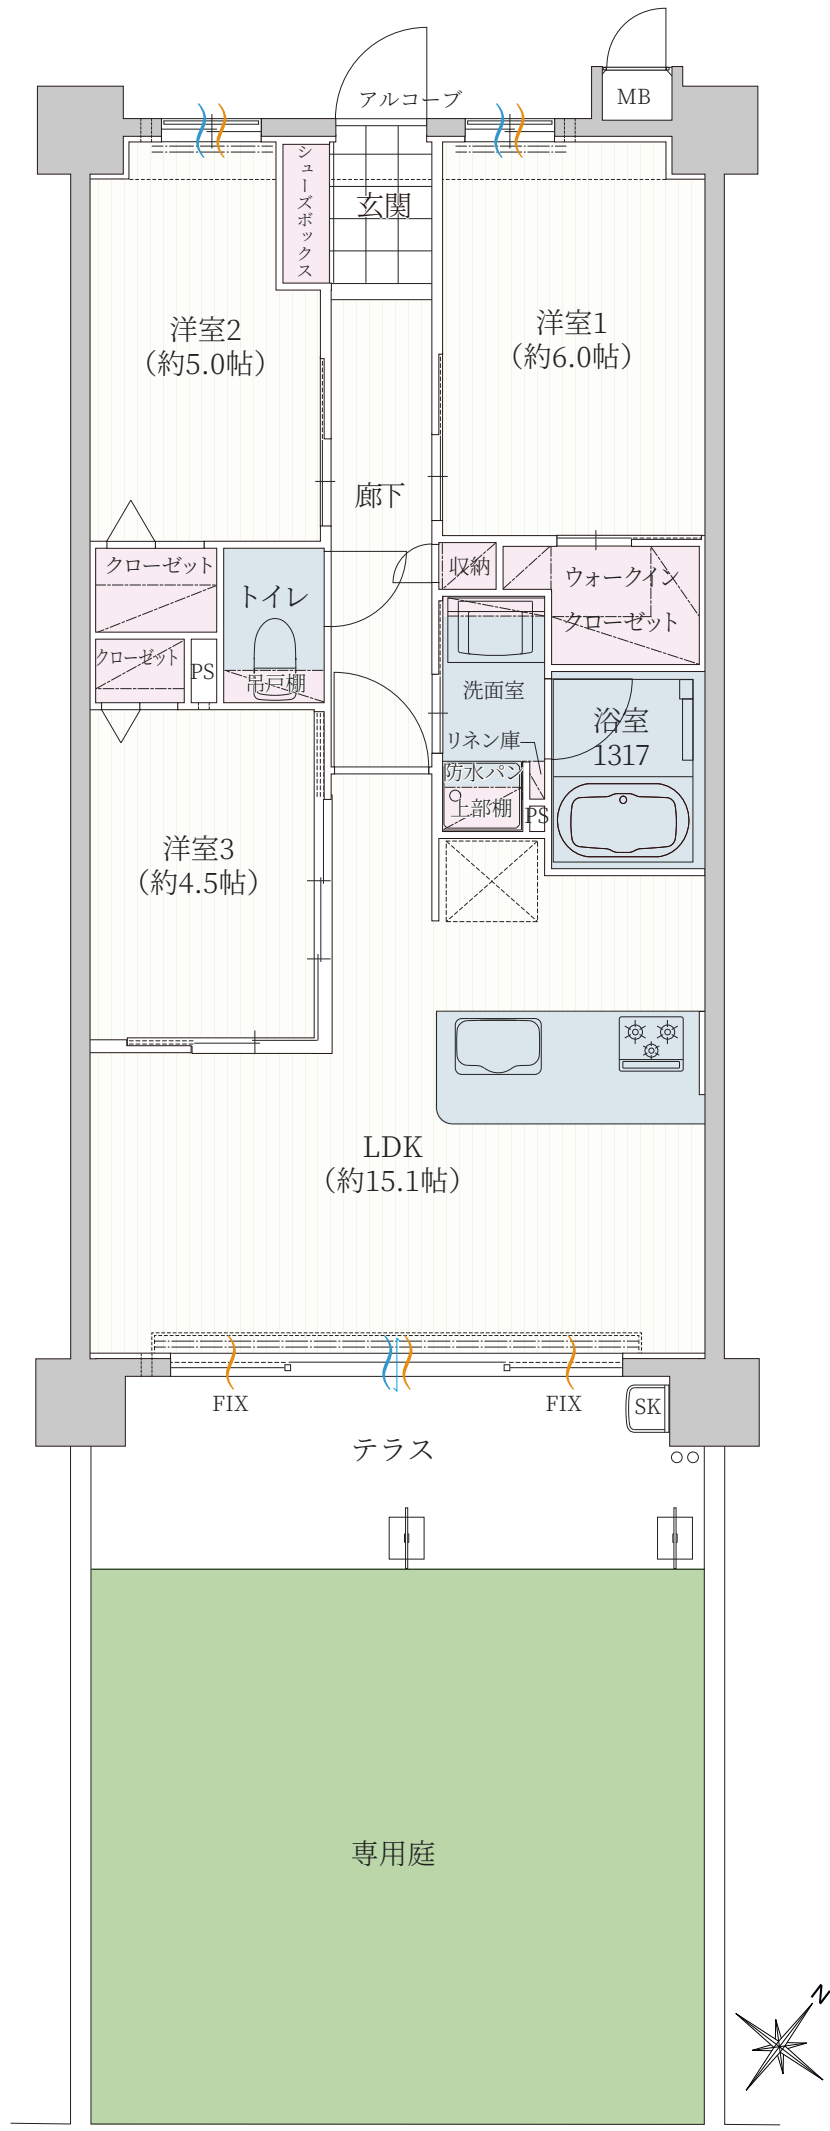 アルコーブ
MB
シューズボックス
玄関
洋室2
(約5.0帖)
洋室1
(約6.0帖)
廊下
クローゼット
トイレ
収納
ウォークイン
クローゼット
クローゼット
PS
吊戸棚
洗面室
浴室
1317
リネン庫
防水パン
上部棚
PS
洋室3
(約4.5帖)
LDK
(約15.1帖)
FIX
FIX
SK
テラス
専用庭
N